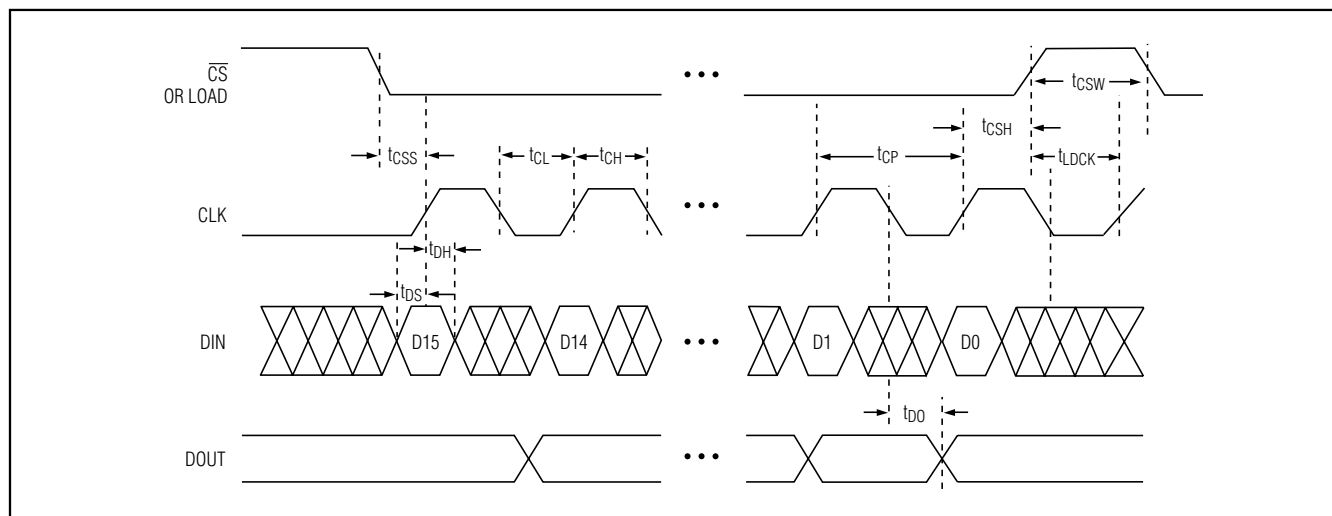 C̅S̅
OR LOAD
• • •
tCSW
tCSH
tCSS
tCL
tCH
tCP
tLDCK
CLK
• • •
tDH
tDS
DIN
D15
D14
• • •
D1
D0
tDO
DOUT
• • •